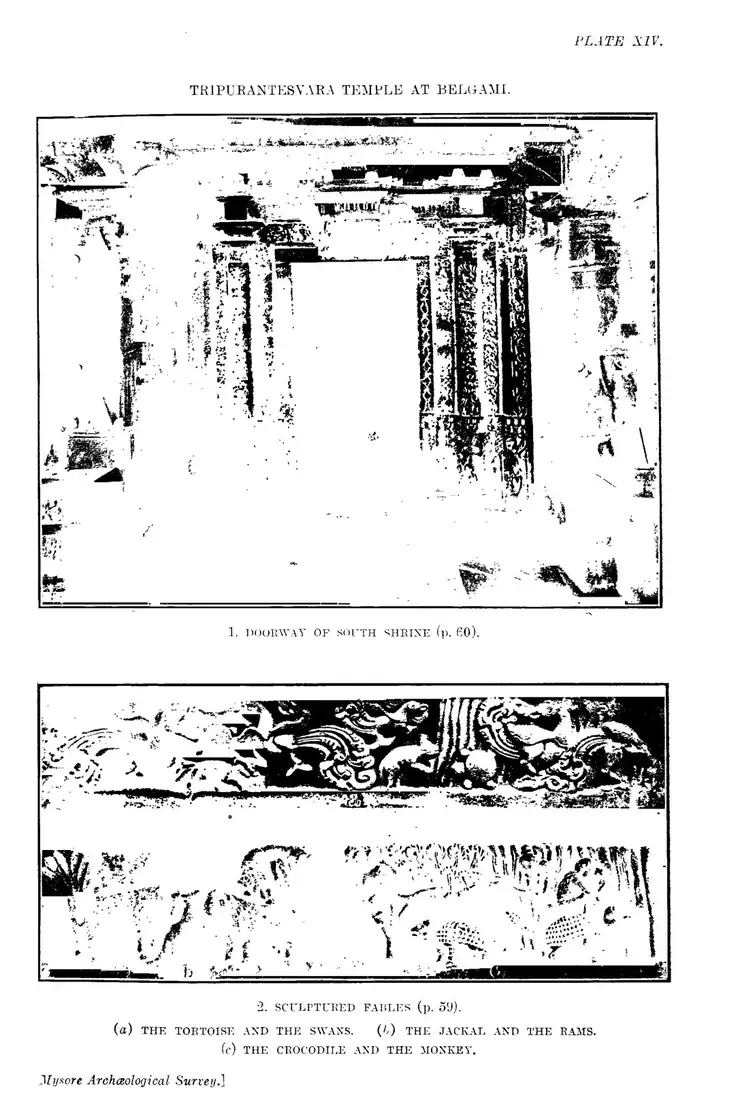 PLATE XIV.
TRIPURANTESVARA TEMPLE AT BELGAMI.
1. DOORWAY OF SOUTH SHRINE (p. 60).
b
2. SCULPTURED FABLES (p. 59).
(a) THE TORTOISE AND THE SWANS. (b) THE JACKAL AND THE RAMS.
(c) THE CROCODILE AND THE MONKEY.
Mysore Archæological Survey.]